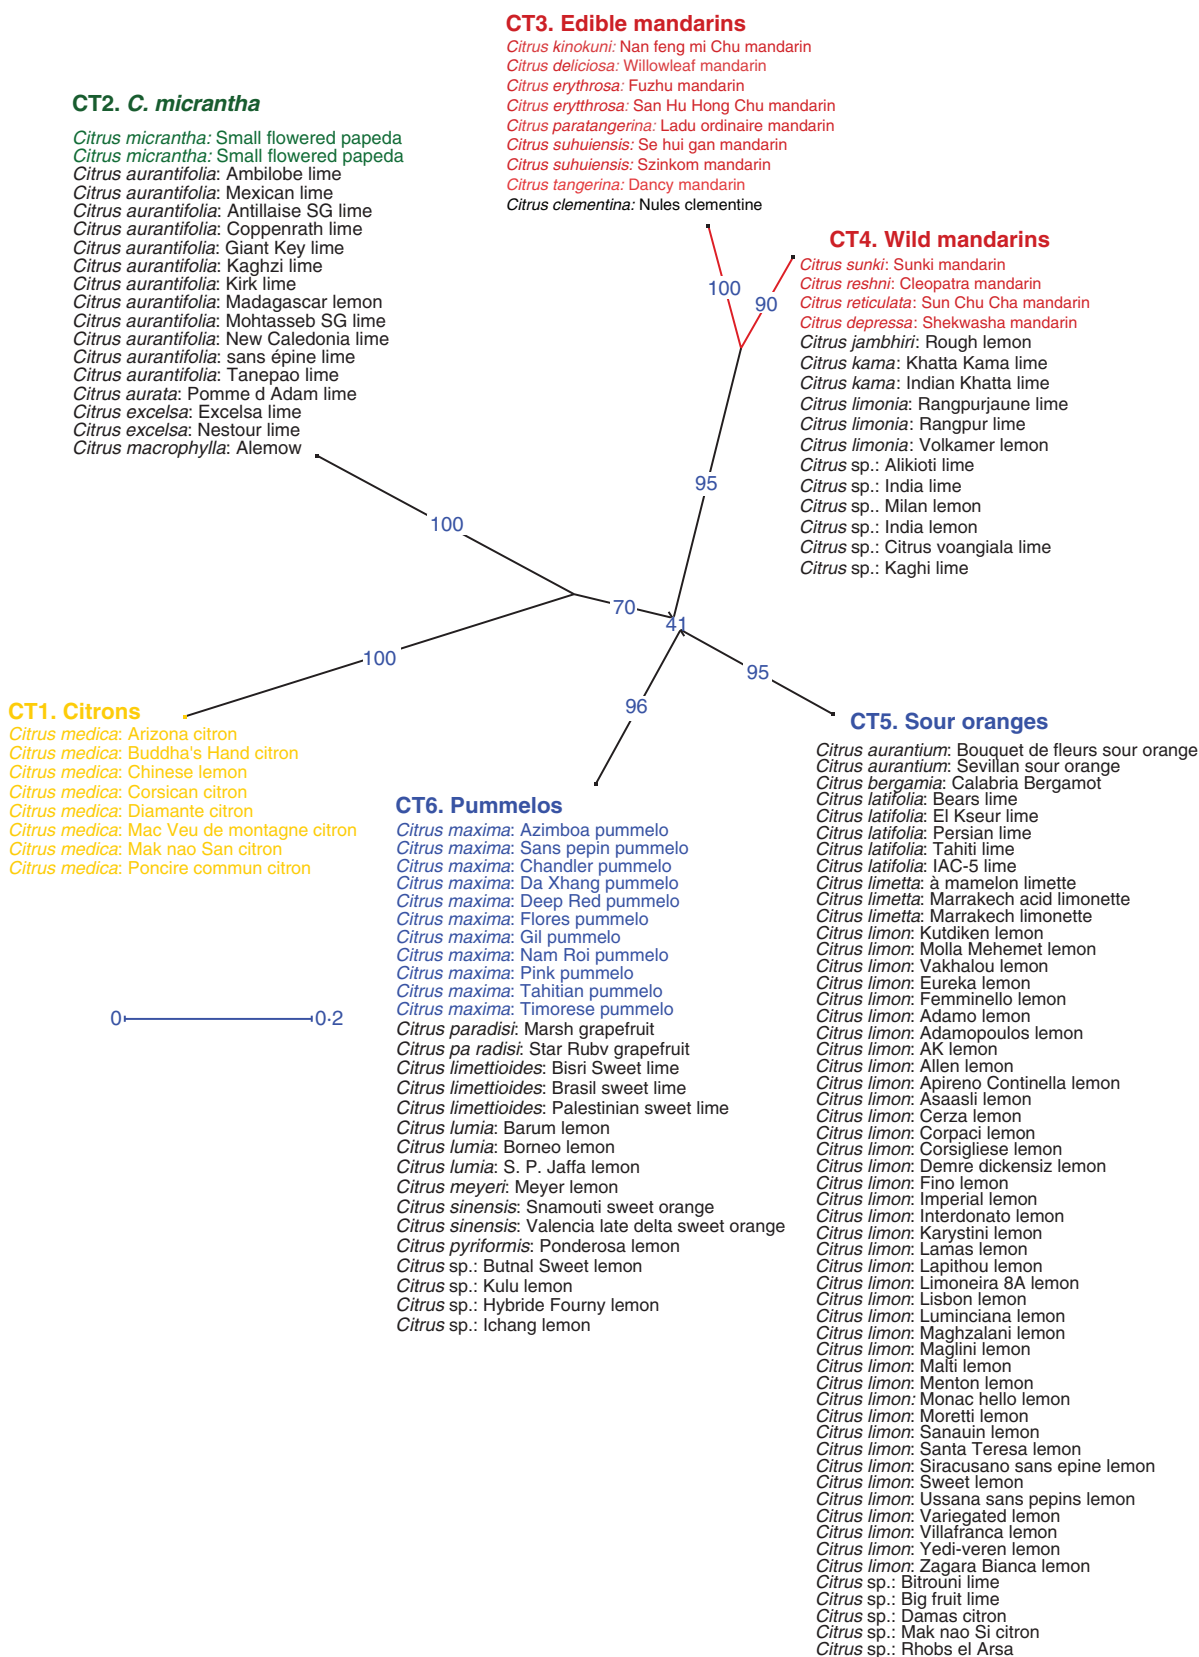 CT3. Edible mandarins
Citrus kinokuni: Nan feng mi Chu mandarin
Citrus deliciosa: Willowleaf mandarin
Citrus erythrosa: Fuzhu mandarin
Citrus erytthrosa: San Hu Hong Chu mandarin
Citrus paratangerina: Ladu ordinaire mandarin
Citrus suhuiensis: Se hui gan mandarin
Citrus suhuiensis: Szinkom mandarin
Citrus tangerina: Dancy mandarin
Citrus clementina: Nules clementine
CT2. C. micrantha
Citrus micrantha: Small flowered papeda
Citrus micrantha: Small flowered papeda
Citrus aurantifolia: Ambilobe lime
Citrus aurantifolia: Mexican lime
Citrus aurantifolia: Antillaise SG lime
Citrus aurantifolia: Coppenrath lime
Citrus aurantifolia: Giant Key lime
Citrus aurantifolia: Kaghzi lime
Citrus aurantifolia: Kirk lime
Citrus aurantifolia: Madagascar lemon
Citrus aurantifolia: Mohtasseb SG lime
Citrus aurantifolia: New Caledonia lime
Citrus aurantifolia: sans épine lime
Citrus aurantifolia: Tanepao lime
Citrus aurata: Pomme d Adam lime
Citrus excelsa: Excelsa lime
Citrus excelsa: Nestour lime
Citrus macrophylla: Alemow
CT4. Wild mandarins
Citrus sunki: Sunki mandarin
Citrus reshni: Cleopatra mandarin
Citrus reticulata: Sun Chu Cha mandarin
Citrus depressa: Shekwasha mandarin
Citrus jambhiri: Rough lemon
Citrus kama: Khatta Kama lime
Citrus kama: Indian Khatta lime
Citrus limonia: Rangpurjaune lime
Citrus limonia: Rangpur lime
Citrus limonia: Volkamer lemon
Citrus sp.: Alikioti lime
Citrus sp.: India lime
Citrus sp.. Milan lemon
Citrus sp.: India lemon
Citrus sp.: Citrus voangiala lime
Citrus sp.: Kaghi lime
100
90
95
100
70
41
100
95
96
CT1. Citrons
Citrus medica: Arizona citron
Citrus medica: Buddha's Hand citron
Citrus medica: Chinese lemon
Citrus medica: Corsican citron
Citrus medica: Diamante citron
Citrus medica: Mac Veu de montagne citron
Citrus medica: Mak nao San citron
Citrus medica: Poncire commun citron
0 0·2
CT6. Pummelos
Citrus maxima: Azimboa pummelo
Citrus maxima: Sans pepin pummelo
Citrus maxima: Chandler pummelo
Citrus maxima: Da Xhang pummelo
Citrus maxima: Deep Red pummelo
Citrus maxima: Flores pummelo
Citrus maxima: Gil pummelo
Citrus maxima: Nam Roi pummelo
Citrus maxima: Pink pummelo
Citrus maxima: Tahitian pummelo
Citrus maxima: Timorese pummelo
Citrus paradisi: Marsh grapefruit
Citrus pa radisi: Star Rubv grapefruit
Citrus limettioides: Bisri Sweet lime
Citrus limettioides: Brasil sweet lime
Citrus limettioides: Palestinian sweet lime
Citrus lumia: Barum lemon
Citrus lumia: Borneo lemon
Citrus lumia: S. P. Jaffa lemon
Citrus meyeri: Meyer lemon
Citrus sinensis: Snamouti sweet orange
Citrus sinensis: Valencia late delta sweet orange
Citrus pyriformis: Ponderosa lemon
Citrus sp.: Butnal Sweet lemon
Citrus sp.: Kulu lemon
Citrus sp.: Hybride Fourny lemon
Citrus sp.: Ichang lemon
CT5. Sour oranges
Citrus aurantium: Bouquet de fleurs sour orange
Citrus aurantium: Sevillan sour orange
Citrus bergamia: Calabria Bergamot
Citrus latifolia: Bears lime
Citrus latifolia: El Kseur lime
Citrus latifolia: Persian lime
Citrus latifolia: Tahiti lime
Citrus latifolia: IAC-5 lime
Citrus limetta: à mamelon limette
Citrus limetta: Marrakech acid limonette
Citrus limetta: Marrakech limonette
Citrus limon: Kutdiken lemon
Citrus limon: Molla Mehemet lemon
Citrus limon: Vakhalou lemon
Citrus limon: Eureka lemon
Citrus limon: Femminello lemon
Citrus limon: Adamo lemon
Citrus limon: Adamopoulos lemon
Citrus limon: AK lemon
Citrus limon: Allen lemon
Citrus limon: Apireno Continella lemon
Citrus limon: Asaasli lemon
Citrus limon: Cerza lemon
Citrus limon: Corpaci lemon
Citrus limon: Corsigliese lemon
Citrus limon: Demre dickensiz lemon
Citrus limon: Fino lemon
Citrus limon: Imperial lemon
Citrus limon: Interdonato lemon
Citrus limon: Karystini lemon
Citrus limon: Lamas lemon
Citrus limon: Lapithou lemon
Citrus limon: Limoneira 8A lemon
Citrus limon: Lisbon lemon
Citrus limon: Luminciana lemon
Citrus limon: Maghzalani lemon
Citrus limon: Maglini lemon
Citrus limon: Malti lemon
Citrus limon: Menton lemon
Citrus limon: Monac hello lemon
Citrus limon: Moretti lemon
Citrus limon: Sanauin lemon
Citrus limon: Santa Teresa lemon
Citrus limon: Siracusano sans epine lemon
Citrus limon: Sweet lemon
Citrus limon: Ussana sans pepins lemon
Citrus limon: Variegated lemon
Citrus limon: Villafranca lemon
Citrus limon: Yedi-veren lemon
Citrus limon: Zagara Bianca lemon
Citrus sp.: Bitrouni lime
Citrus sp.: Big fruit lime
Citrus sp.: Damas citron
Citrus sp.: Mak nao Si citron
Citrus sp.: Rhobs el Arsa